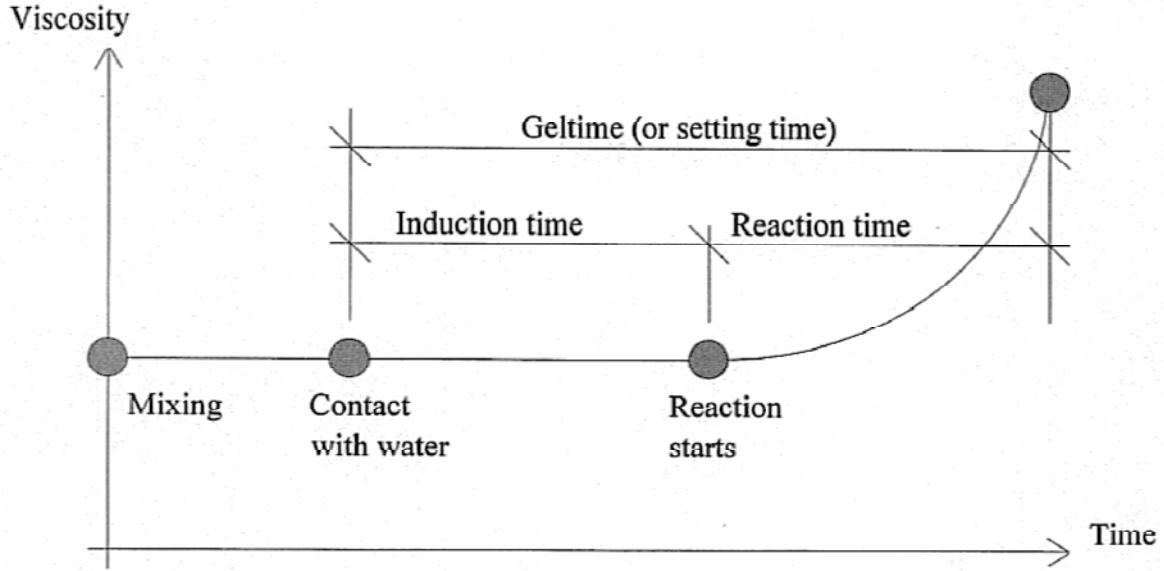 Viscosity
Geltime (or setting time)
Induction time
Reaction time
Mixing
Contact
with water
Reaction
starts
Time